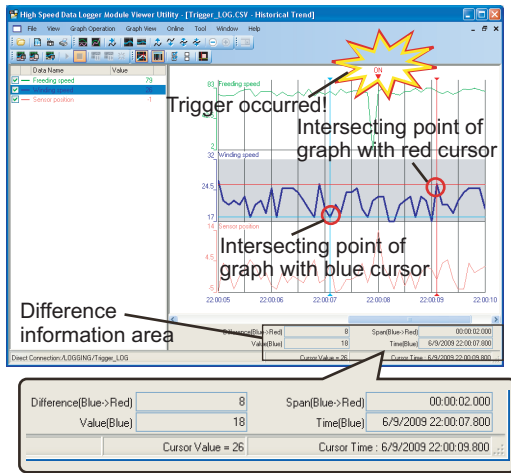 High Speed Data Logger Module Viewer Utility - [Trigger_LOG.CSV - Historical Trend]
File View Graph Operation Graph View Online Tool Window Help
Data Name Value
Freeding speed 79
Winding speed 26
Sensor position -1
ON
83 Freeding speed
Trigger occurred!
Intersecting point of
graph with red cursor
2
32 Winding speed
24.5
17
14 Sensor position
Intersecting point of
graph with blue cursor
4.5
-5
22:00:05 22:00:06 22:00:07 22:00:08 22:00:09 22:00:10
Difference
information area
Difference(Blue->Red) 8 Span(Blue->Red) 00:00:02.000
Value(Blue) 18 Time(Blue) 6/9/2009 22:00:07.800
Direct Connection:/LOGGING/Trigger_LOG Cursor Value = 26 Cursor Time : 6/9/2009 22:00:09.800
Difference(Blue->Red) 8 Span(Blue->Red) 00:00:02.000
Value(Blue) 18 Time(Blue) 6/9/2009 22:00:07.800
Cursor Value = 26 Cursor Time : 6/9/2009 22:00:09.800